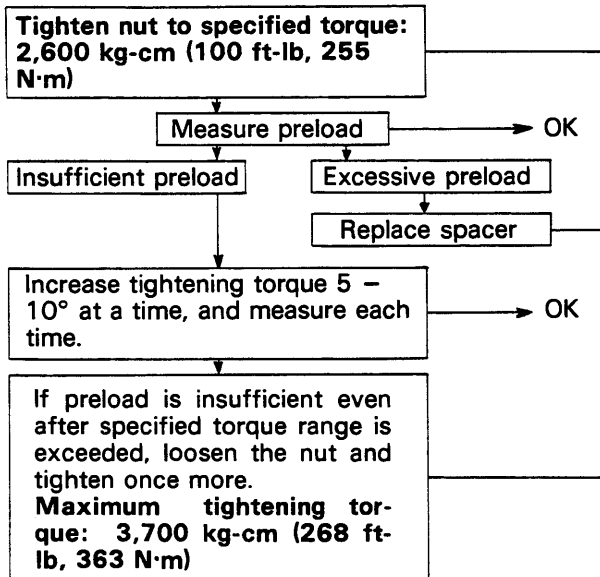 Tighten nut to specified torque:
2,600 kg-cm (100 ft-lb, 255
N·m)
Measure preload
OK
Insufficient preload
Excessive preload
Replace spacer
Increase tightening torque 5 –
10° at a time, and measure each
time.
OK
If preload is insufficient even
after specified torque range is
exceeded, loosen the nut and
tighten once more.
Maximum tightening tor-
que: 3,700 kg-cm (268 ft-
lb, 363 N·m)